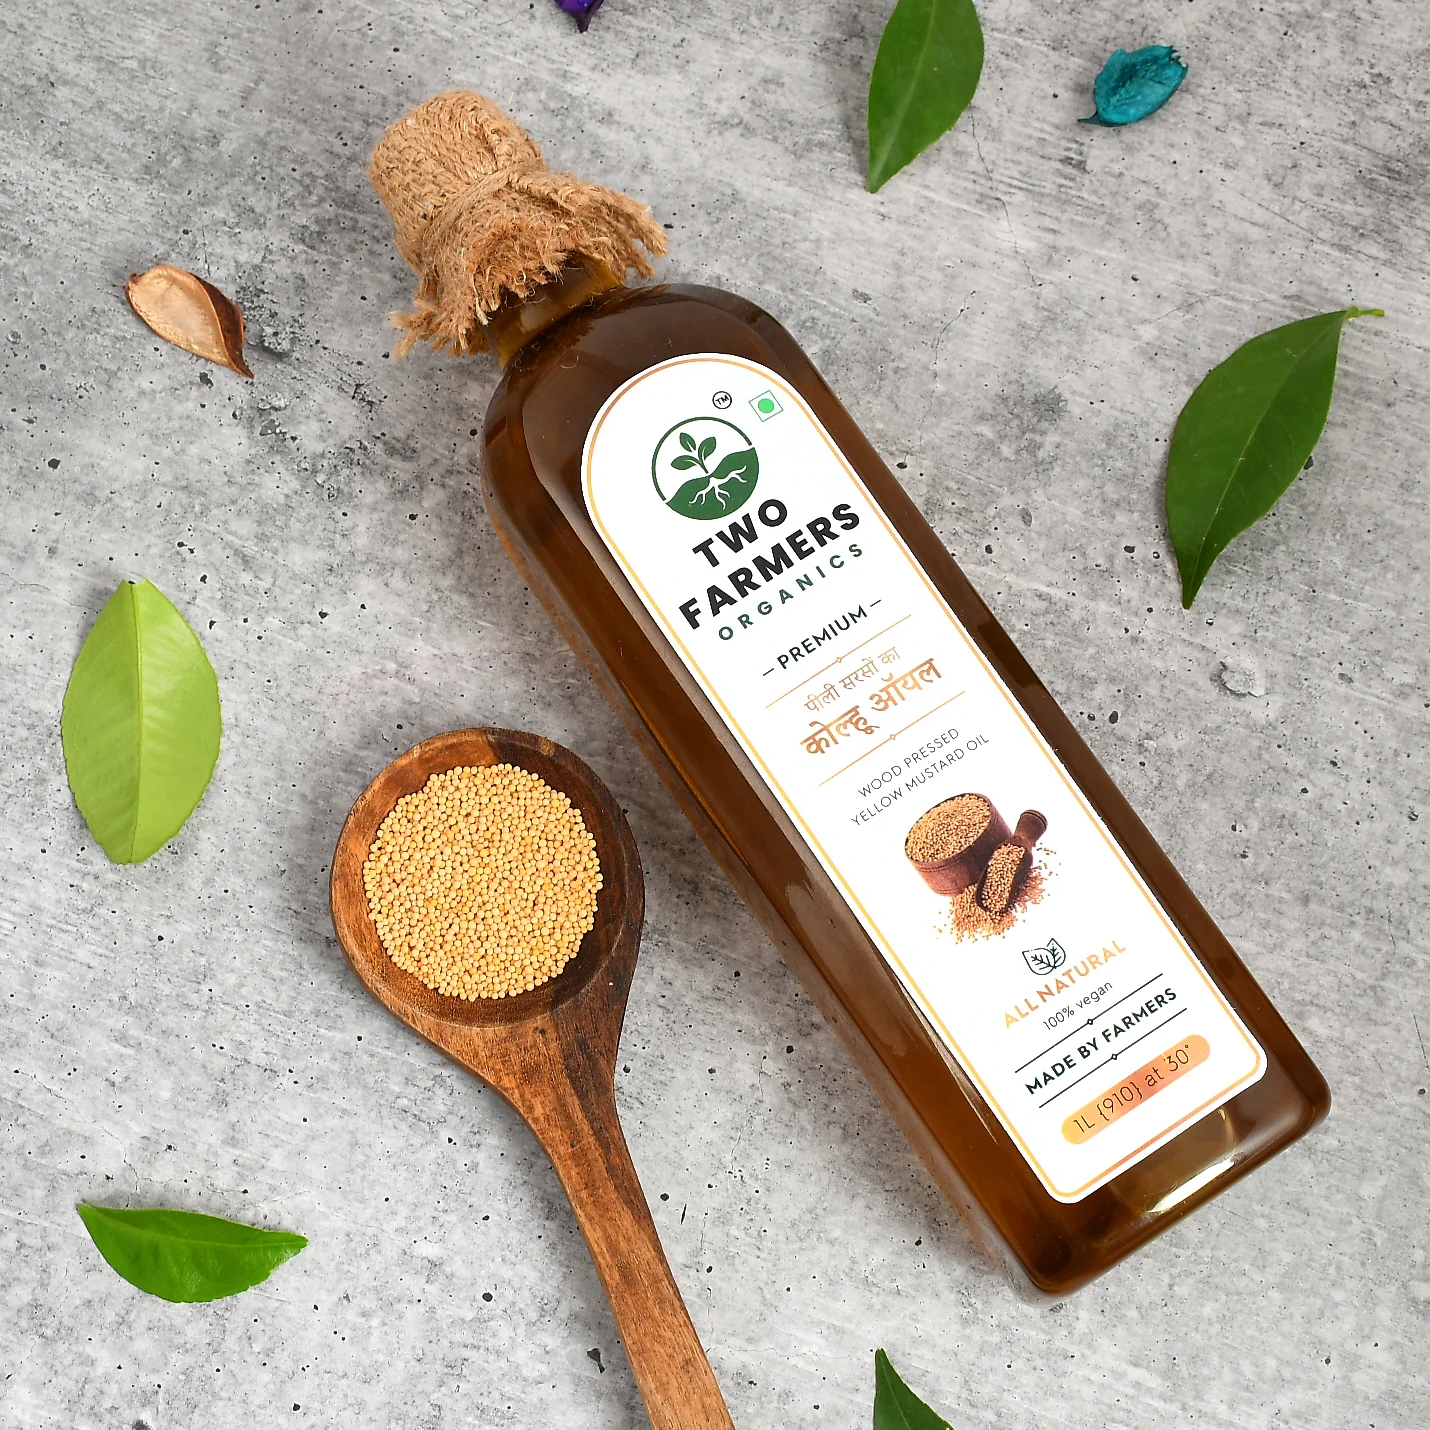 TM
TWO
FARMERS
ORGANICS
PREMIUM
पीली सरसों का
कोल्हू ऑयल
WOOD PRESSED
YELLOW MUSTARD OIL
ALL NATURAL
100% vegan
MADE BY FARMERS
1L {910} at 30°